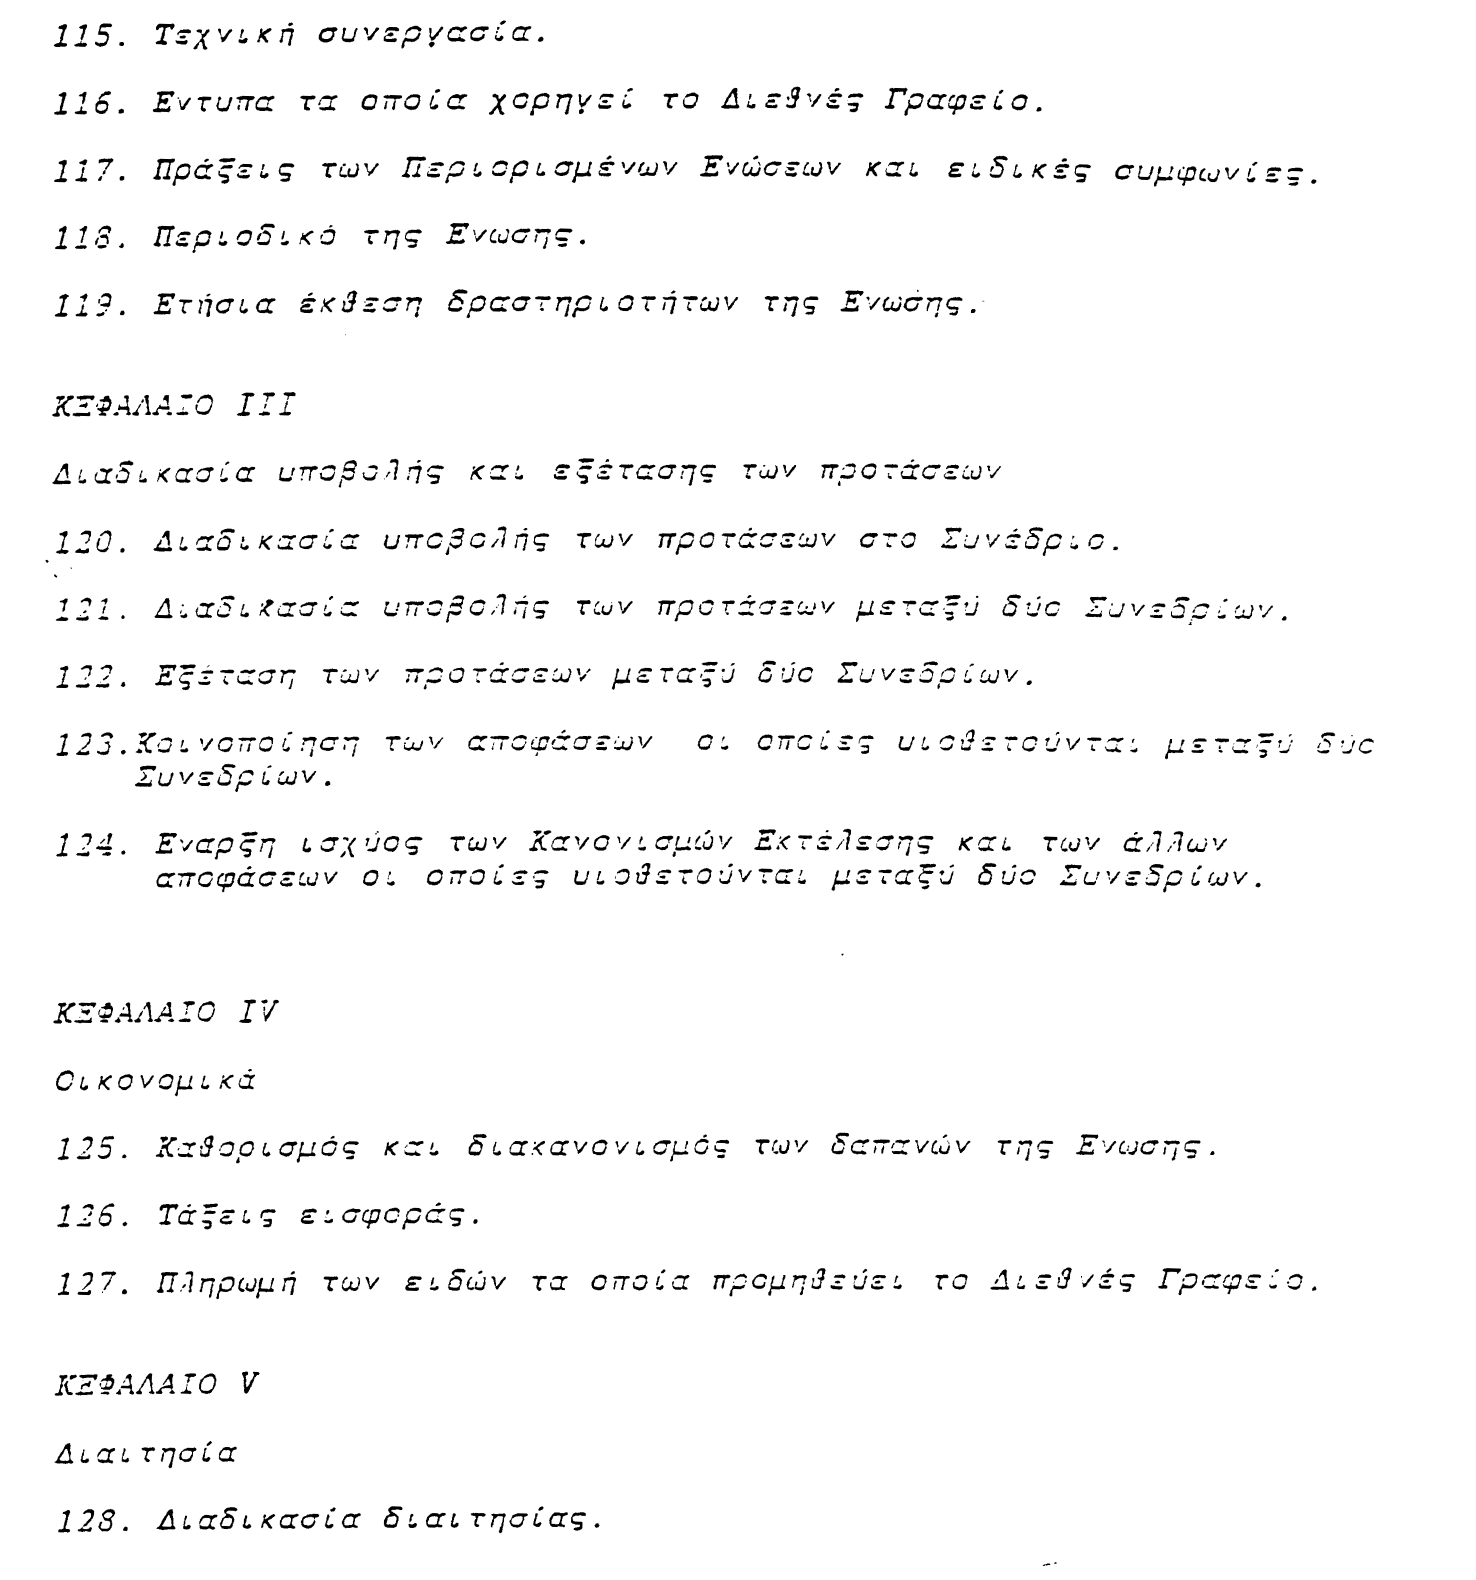 115. Τεχνική συνεργασία.
116. Εντυπα τα οποία χορηγεί το Διεθνές Γραφείο.
117. Πράξεις των Περιορισμένων Ενώσεων και ειδικές συμφωνίες.
118. Περιοδικό της Ενωσης.
119. Ετήσια έκθεση δραστηριοτήτων της Ενωσης.
ΚΕΦΑΛΑΙΟ III
Διαδικασία υποβολής και εξέτασης των προτάσεων
120. Διαδικασία υποβολής των προτάσεων στο Συνέδριο.
121. Διαδικασία υποβολής των προτάσεων μεταξύ δύο Συνεδρίων.
122. Εξέταση των προτάσεων μεταξύ δύο Συνεδρίων.
123.Κοινοποίηση των αποφάσεων οι οποίες υιοθετούνται μεταξύ δύο
Συνεδρίων.
124. Εναρξη ισχύος των Κανονισμών Εκτέλεσης και των άλλων
αποφάσεων οι οποίες υιοθετούνται μεταξύ δύο Συνεδρίων.
ΚΕΦΑΛΑΙΟ IV
Οικονομικά
125. Καθορισμός και διακανονισμός των δαπανών της Ενωσης.
126. Τάξεις εισφοράς.
127. Πληρωμή των ειδών τα οποία προμηθεύει το Διεθνές Γραφείο.
ΚΕΦΑΛΑΙΟ V
Διαιτησία
128. Διαδικασία διαιτησίας.